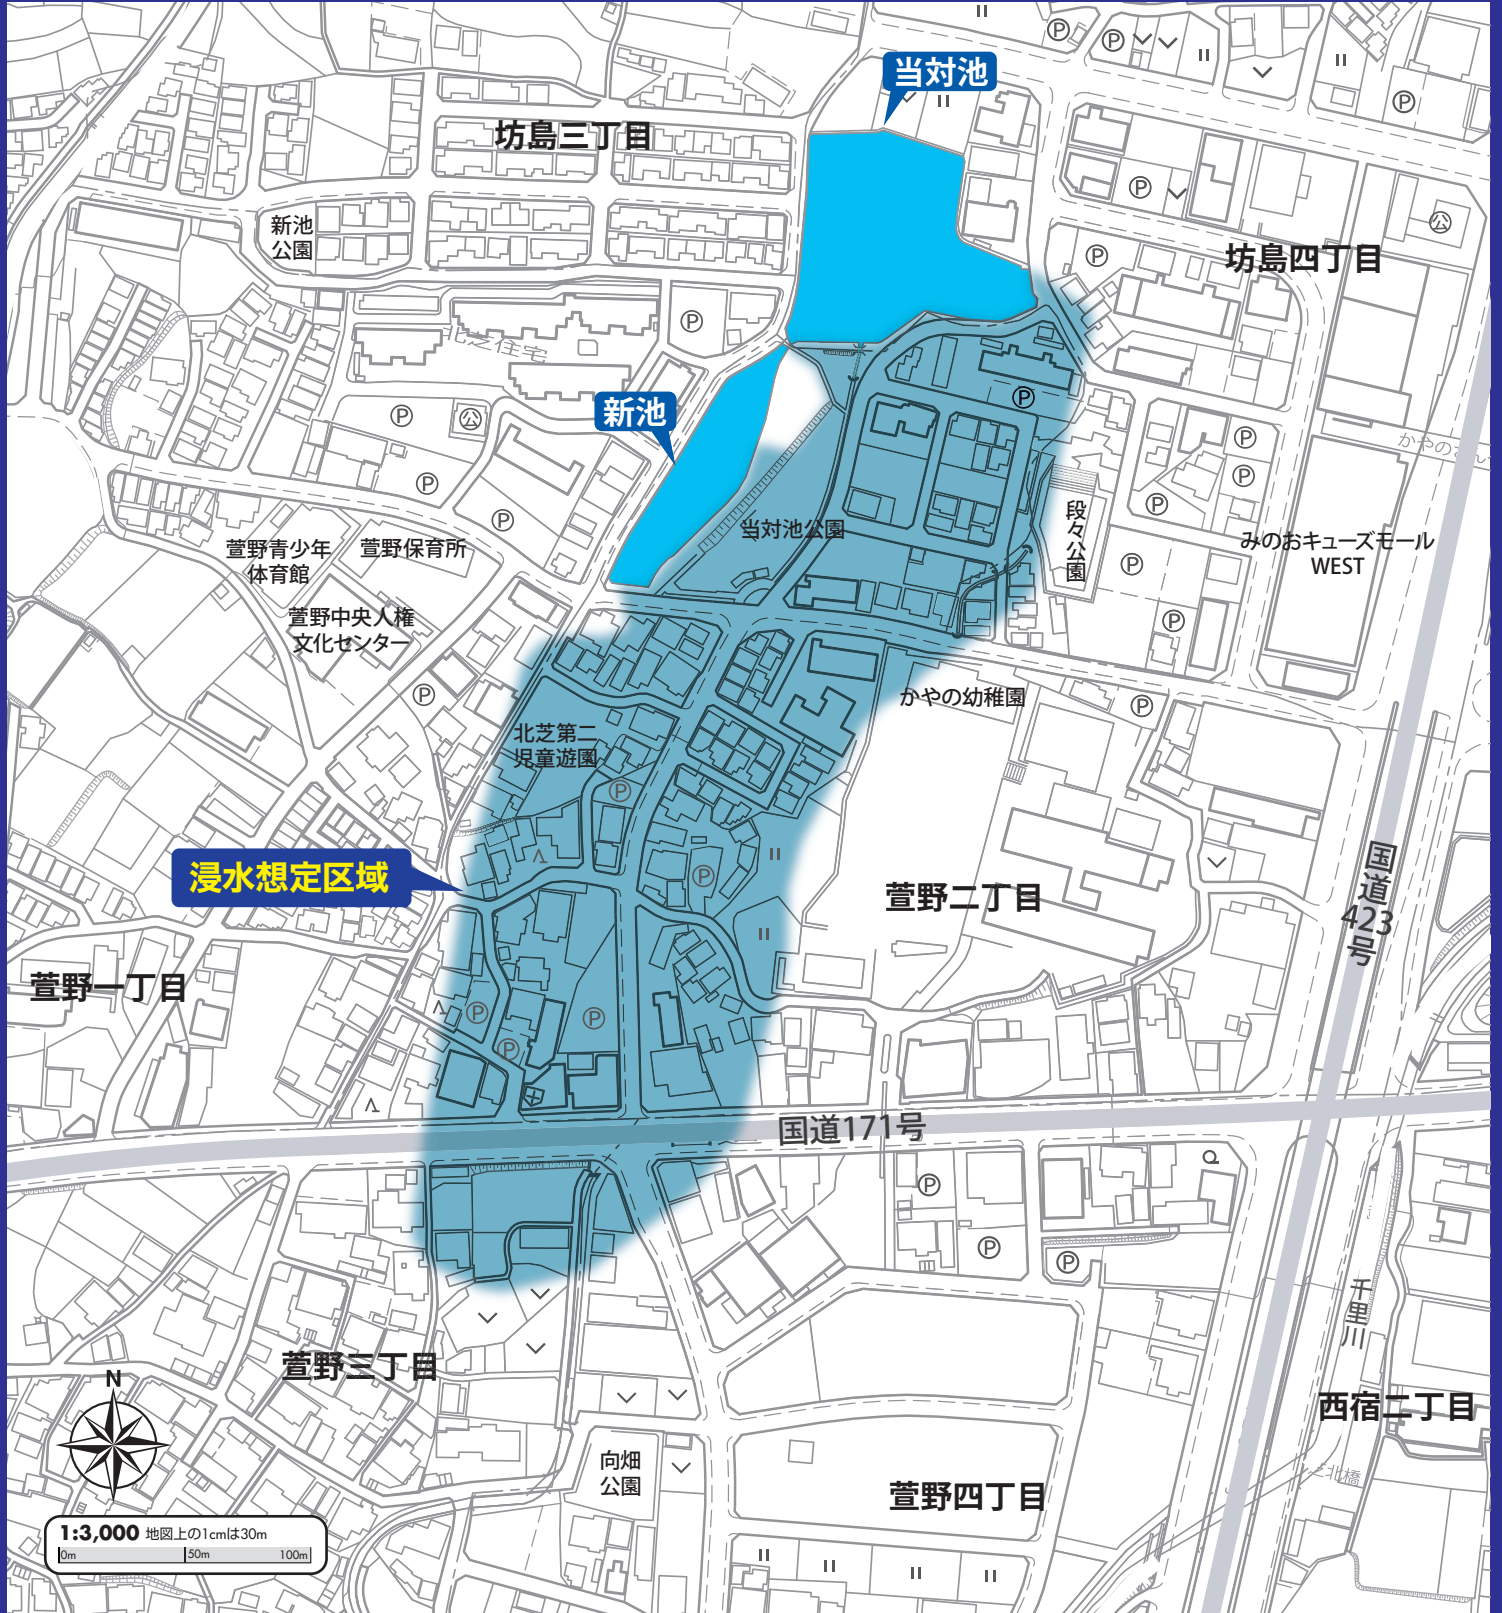 当対池
坊島三丁目
新池
公園
坊島四丁目
北芝住宅
新池
段々公園
当対池公園
みのおキューズモール
WEST
萱野青少年
体育館
萱野保育所
萱野中央人権
文化センター
かやの幼稚園
北芝第二
児童遊園
浸水想定区域
萱野二丁目
国道423号
萱野一丁目
国道171号
千里川
萱野三丁目
N
西宿二丁目
向畑
公園
萱野四丁目
1:3,000 地図上の1cmは30m
0m 50m 100m